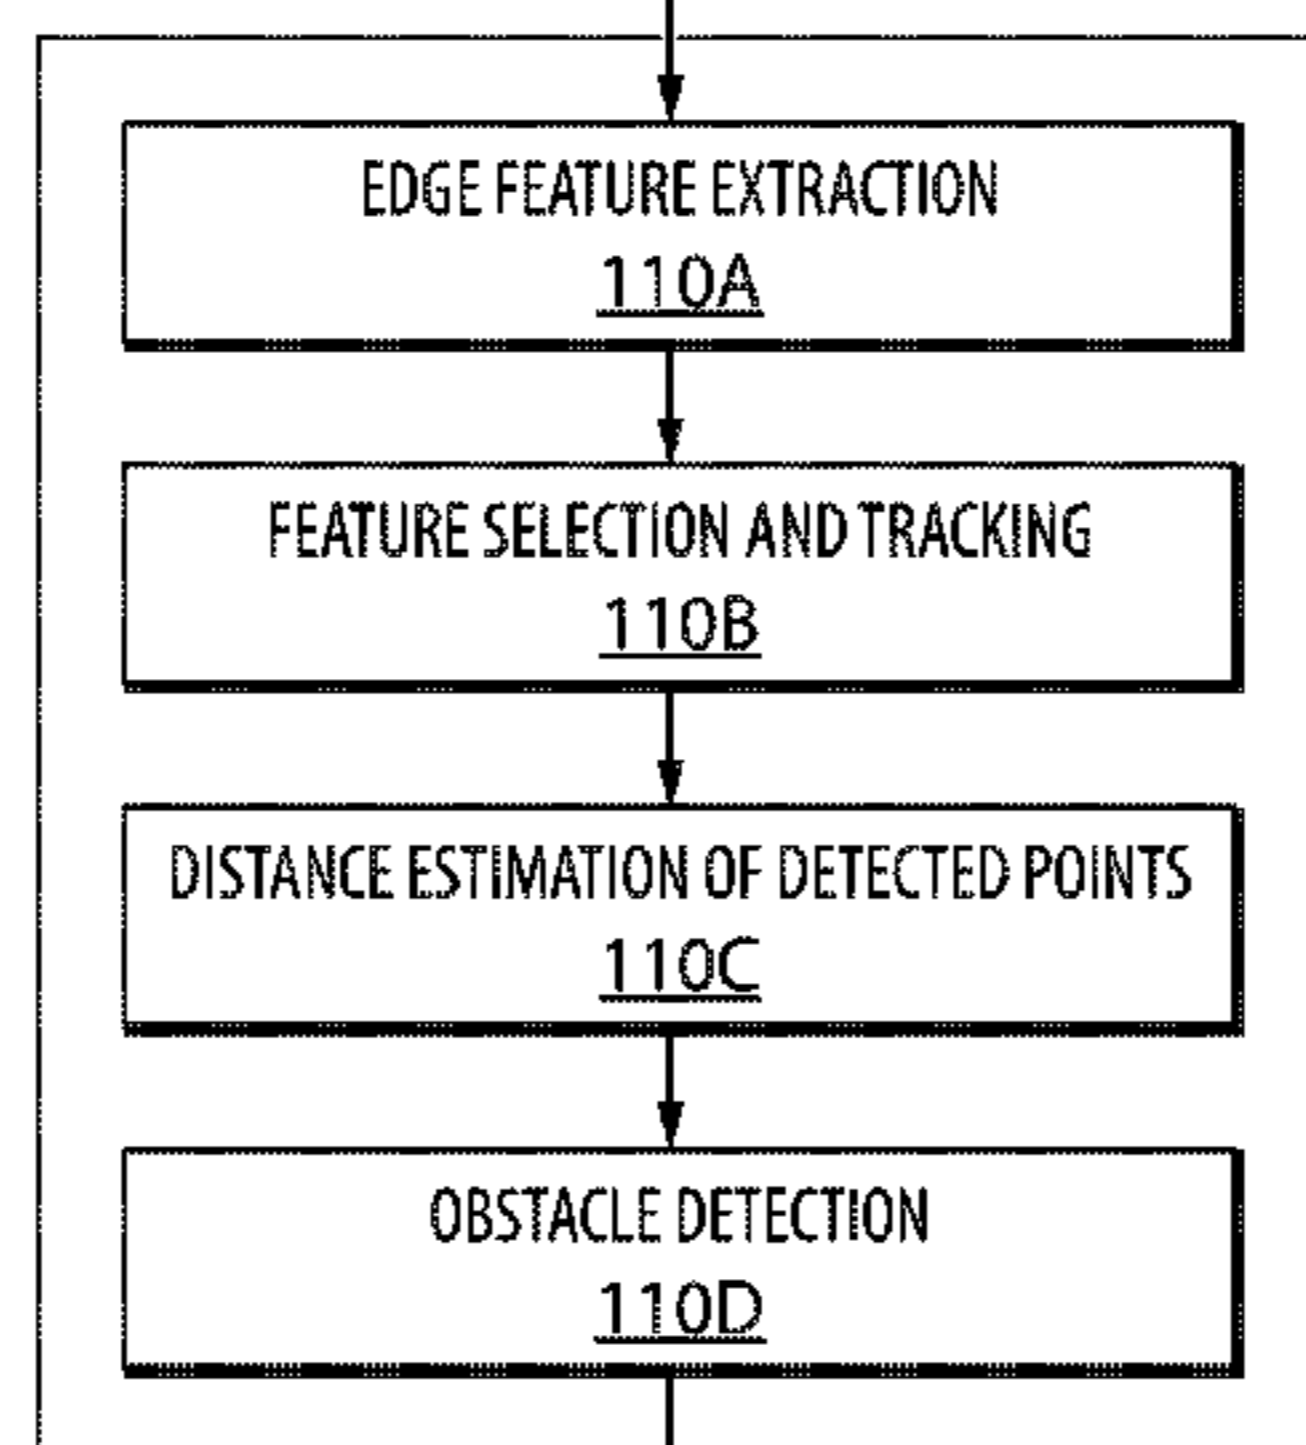 EDGE FEATURE EXTRACTION
110A
FEATURE SELECTION AND TRACKING
110B
DISTANCE ESTIMATION OF DETECTED POINTS
110C
OBSTACLE DETECTION
110D